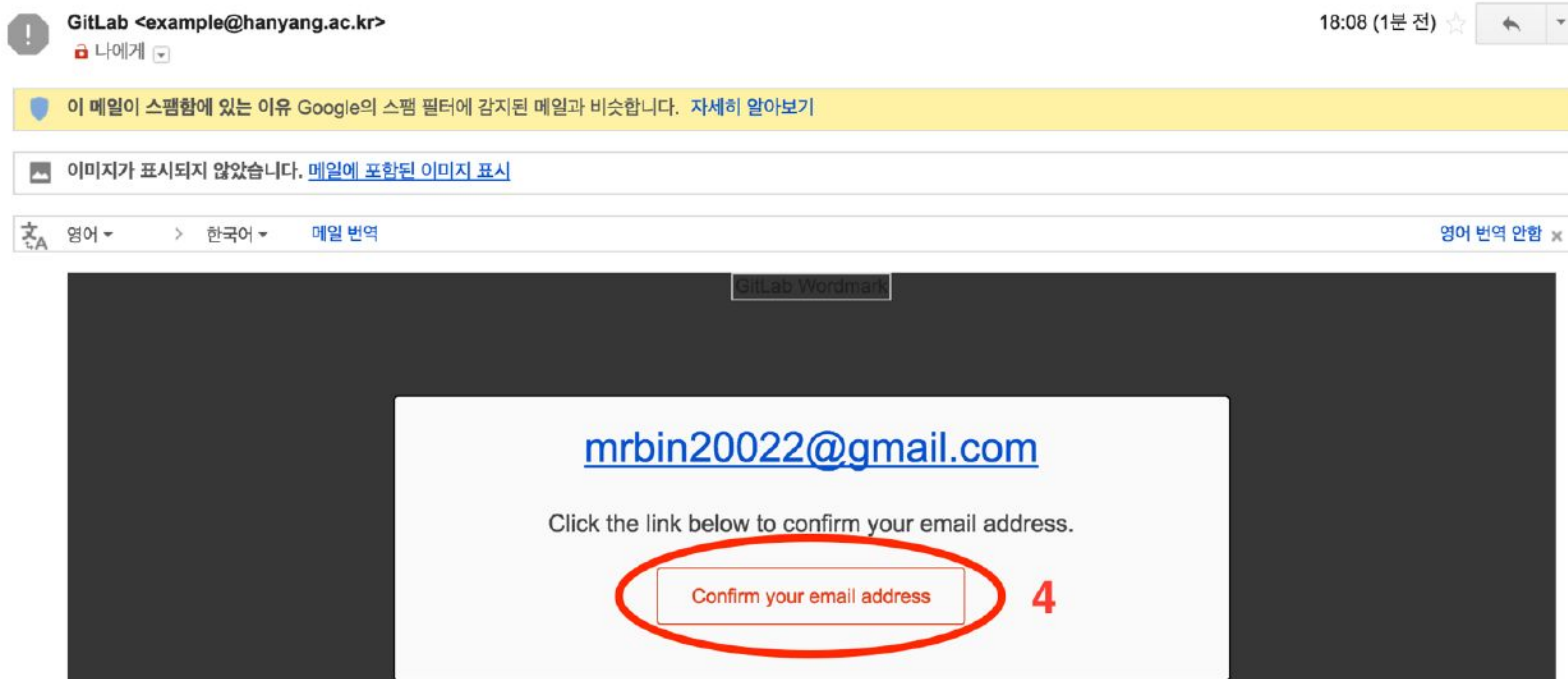 GitLab <example@hanyang.ac.kr>
18:08 (1분 전)
나에게
이 메일이 스팸함에 있는 이유 Google의 스팸 필터에 감지된 메일과 비슷합니다. 자세히 알아보기
이미지가 표시되지 않았습니다. 메일에 포함된 이미지 표시
영어 > 한국어 메일 번역 영어 번역 안함 ×
GitLab Wordmark
mrbin20022@gmail.com
Click the link below to confirm your email address.
Confirm your email address 4